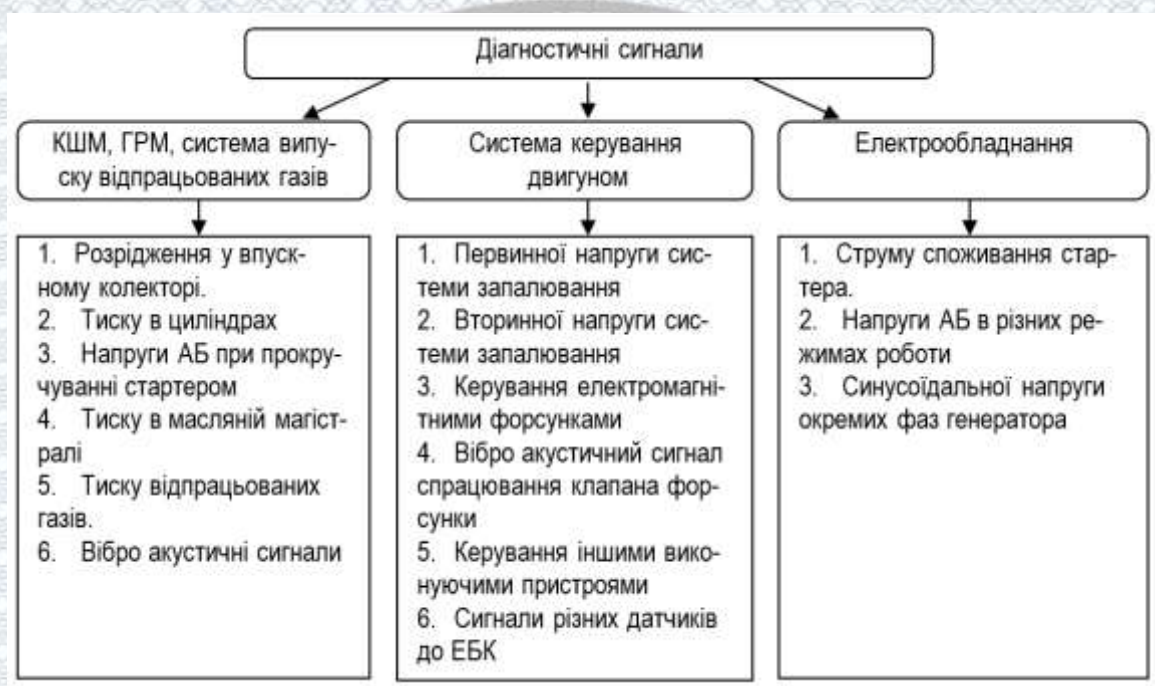 Діагностичні сигнали
КШМ, ГРМ, система випу-
ску відпрацьованих газів
Система керування
двигуном
Електрообладнання
1. Розрідження у впуск-
ному колекторі.
2. Тиску в циліндрах
3. Напруги АБ при прокру-
чуванні стартером
4. Тиску в масляній магіст-
ралі
5. Тиску відпрацьованих
газів.
6. Вібро акустичні сигнали
1. Первинної напруги сис-
теми запалювання
2. Вторинної напруги сис-
теми запалювання
3. Керування електромагні-
тними форсунками
4. Вібро акустичний сигнал
спрацювання клапана фор-
сунки
5. Керування іншими вико-
нуючими пристроями
6. Сигнали різних датчиків
до ЕБК
1. Струму споживання стар-
тера.
2. Напруги АБ в різних ре-
жимах роботи
3. Синусоїдальної напруги
окремих фаз генератора